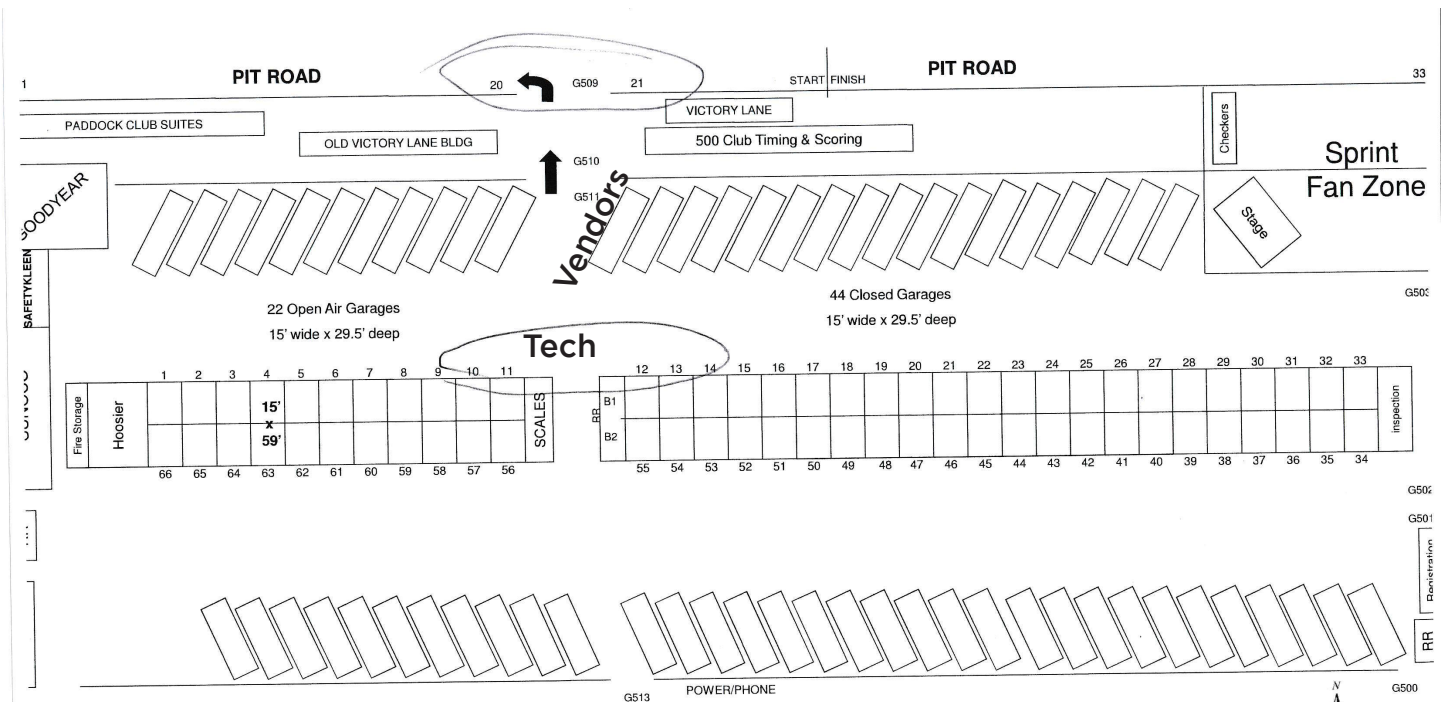 1
PIT ROAD
20
G509
21
START FINISH
PIT ROAD
33
PADDOCK CLUB SUITES
OLD VICTORY LANE BLDG
VICTORY LANE
500 Club Timing & Scoring
Checkers
Sprint
Fan Zone
Stage
GOODYEAR
G510
G511
Vendors
SAFETYKLEEN
22 Open Air Garages
15' wide x 29.5' deep
44 Closed Garages
15' wide x 29.5' deep
G503
Tech
1 2 3 4 5 6 7 8 9 10 11
12 13 14 15 16 17 18 19 20 21 22 23 24 25 26 27 28 29 30 31 32 33
Fire Storage
Hoosier
15'
x
59'
SCALES
RR
B1
B2
inspection
66 65 64 63 62 61 60 59 58 57 56
55 54 53 52 51 50 49 48 47 46 45 44 43 42 41 40 39 38 37 36 35 34
G502
G501
Registration
RR
G513
POWER/PHONE
N
G500